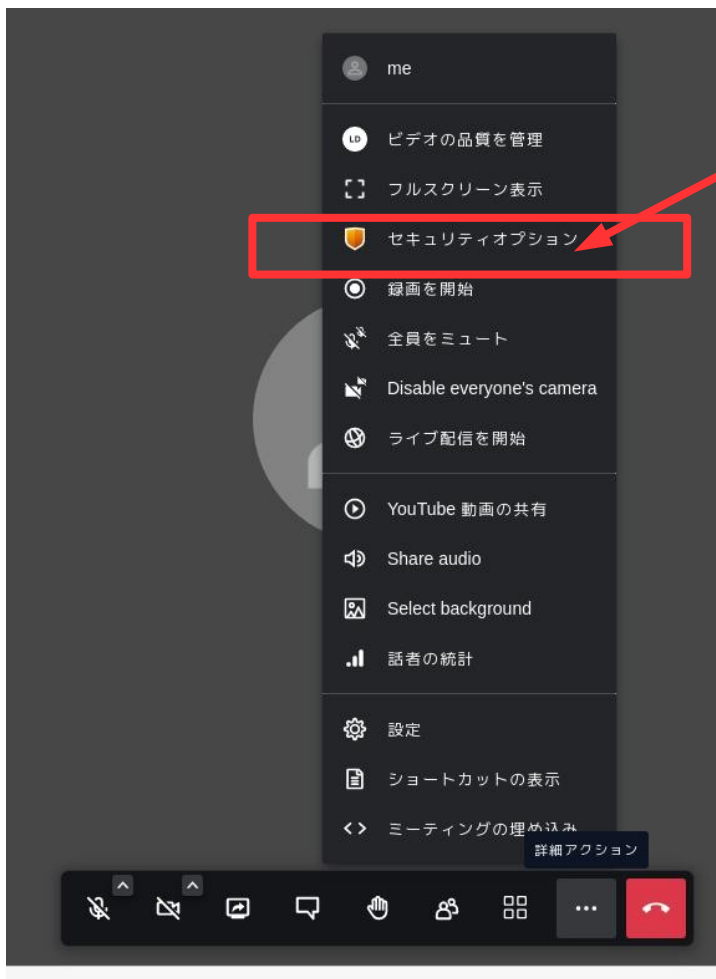 me
LD
ビデオの品質を管理
フルスクリーン表示
セキュリティオプション
録画を開始
全員をミュート
Disable everyone's camera
ライブ配信を開始
YouTube 動画の共有
Share audio
Select background
話者の統計
設定
ショートカットの表示
ミーティングの埋め込み
詳細アクション